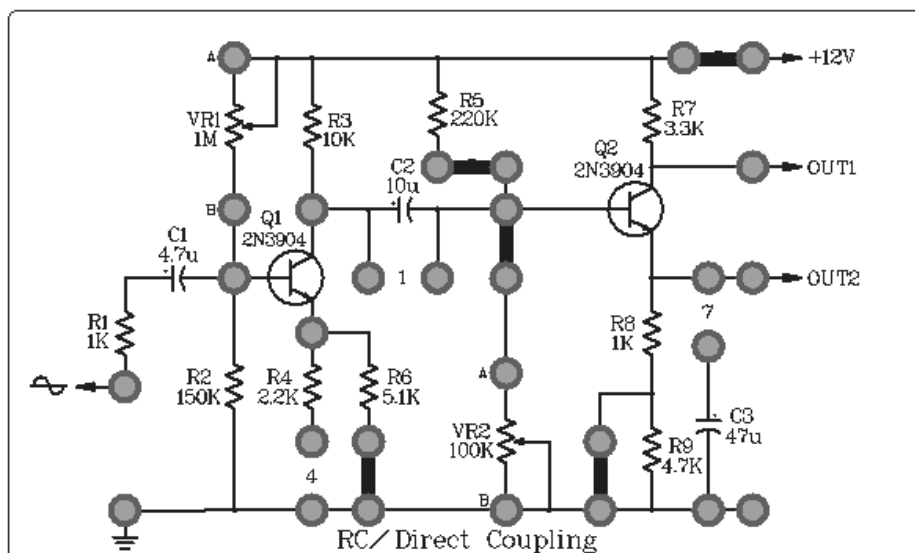 A
+12V
VR1
1M
R3
10K
R5
220K
R7
3.3K
C2
10u
Q2
2N3904
OUT1
B
Q1
2N3904
C1
4.7u
1
OUT2
7
R1
1K
R2
150K
R4
2.2K
R6
5.1K
A
R8
1K
VR2
100K
C3
47u
R9
4.7K
4
B
RC/Direct Coupling